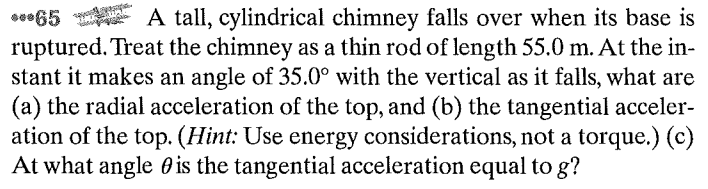 •••65 A tall, cylindrical chimney falls over when its base is
ruptured. Treat the chimney as a thin rod of length 55.0 m. At the in-
stant it makes an angle of 35.0° with the vertical as it falls, what are
(a) the radial acceleration of the top, and (b) the tangential acceler-
ation of the top. (Hint: Use energy considerations, not a torque.) (c)
At what angle θ is the tangential acceleration equal to g?